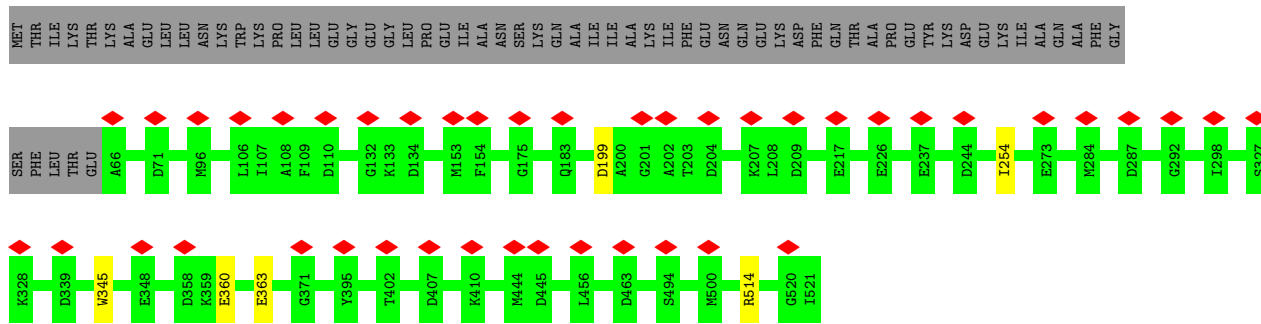 MET THR ILE LYS THR LYS ALA GLU LEU LEU ASN LYS TRP LYS PRO LEU LEU GLU GLY GLU GLY LEU PRO GLU ILE ALA ASN SER LYS GLN ALA ILE ILE ALA LYS ILE PHE GLU ASN GLN GLU LYS ASP PHE GLN THR ALA PRO GLU TYR LYS ASP GLU LYS ILE ALA GLN ALA PHE GLY
SER PHE LEU THR GLU A66 D71 M96 L106 I107 A108 F109 D110 G132 K133 D134 M153 F154 G175 Q183 D199 A200 G201 A202 T203 D204 K207 L208 D209 E217 E226 E237 D244 I254 E273 M284 D287 G292 I298 S327
K328 D339 W345 E348 D358 K359 E360 E363 G371 Y395 T402 D407 K410 M444 D445 L456 D463 S494 M500 R514 G520 I521